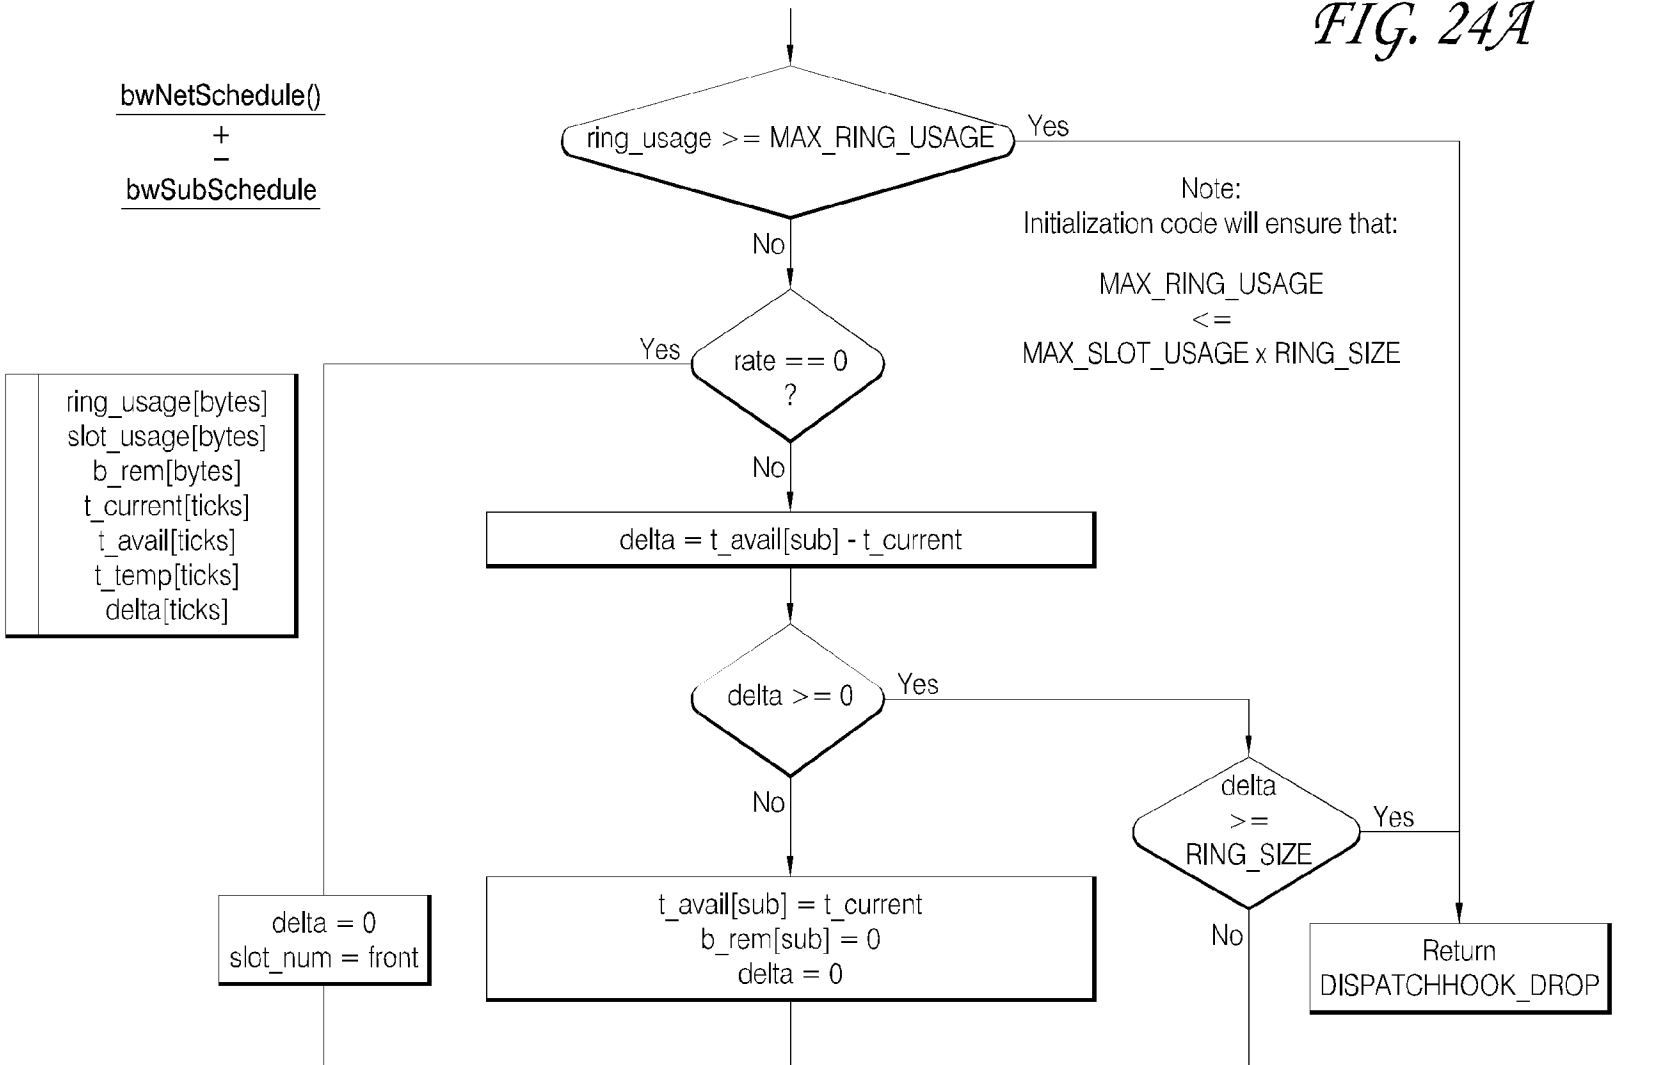 FIG. 24A
bwNetSchedule()
+
–
bwSubSchedule
ring_usage >= MAX_RING_USAGE
Yes
No
Note:
Initialization code will ensure that:
MAX_RING_USAGE
<=
MAX_SLOT_USAGE x RING_SIZE
Yes
rate == 0
?
No
ring_usage[bytes]
slot_usage[bytes]
b_rem[bytes]
t_current[ticks]
t_avail[ticks]
t_temp[ticks]
delta[ticks]
delta = t_avail[sub] - t_current
delta >= 0
Yes
No
delta
>=
RING_SIZE
Yes
No
delta = 0
slot_num = front
t_avail[sub] = t_current
b_rem[sub] = 0
delta = 0
Return
DISPATCHHOOK_DROP